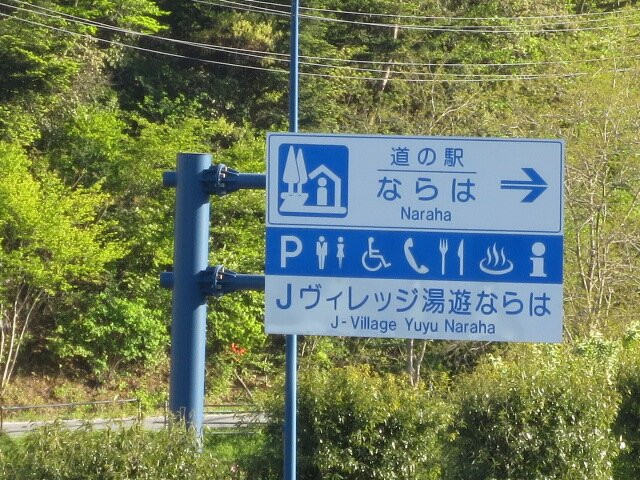 道の駅
ならは
Naraha
P
Jヴィレッジ湯遊ならは
J-Village Yuyu Naraha